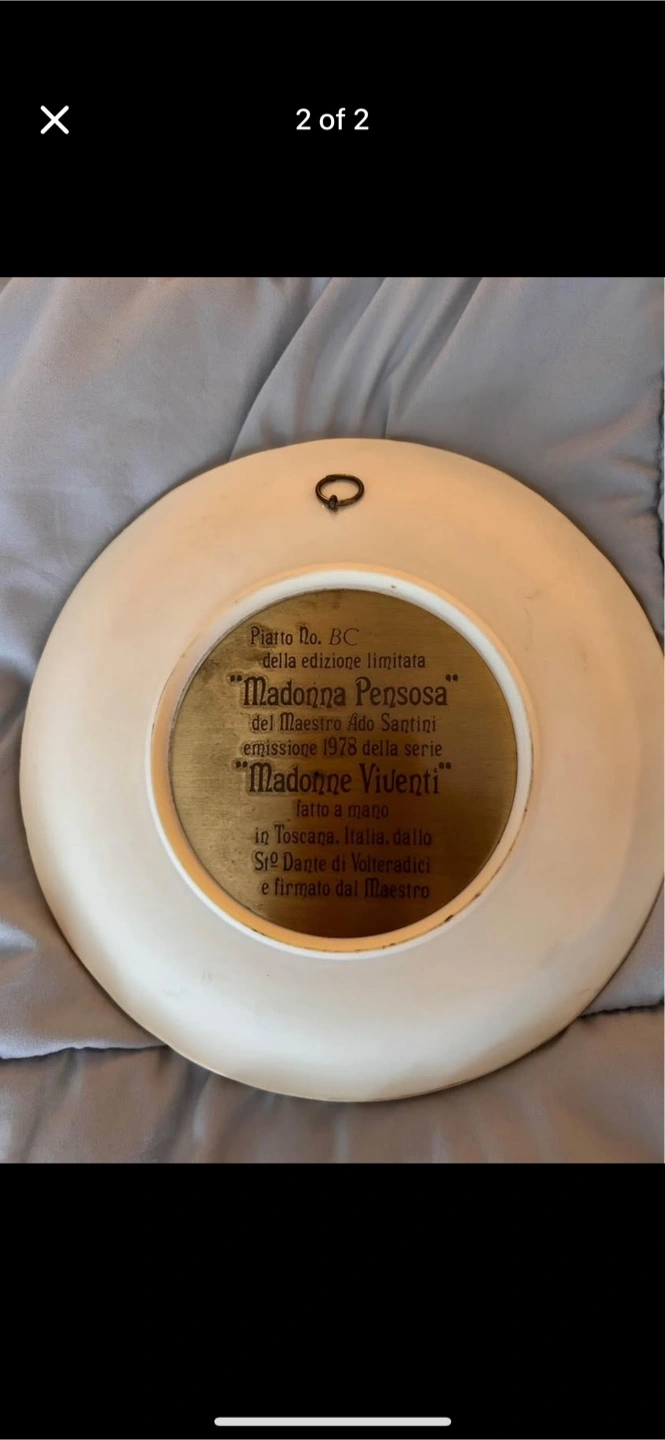 2 of 2
Piatto No. BC
della edizione limitata
"Madonna Pensosa"
del Maestro Ado Santini
emissione 1978 della serie
"Madonne Viventi"
fatto a mano
in Toscana, Italia, dallo
Stº Dante di Volteradici
e firmato dal Maestro